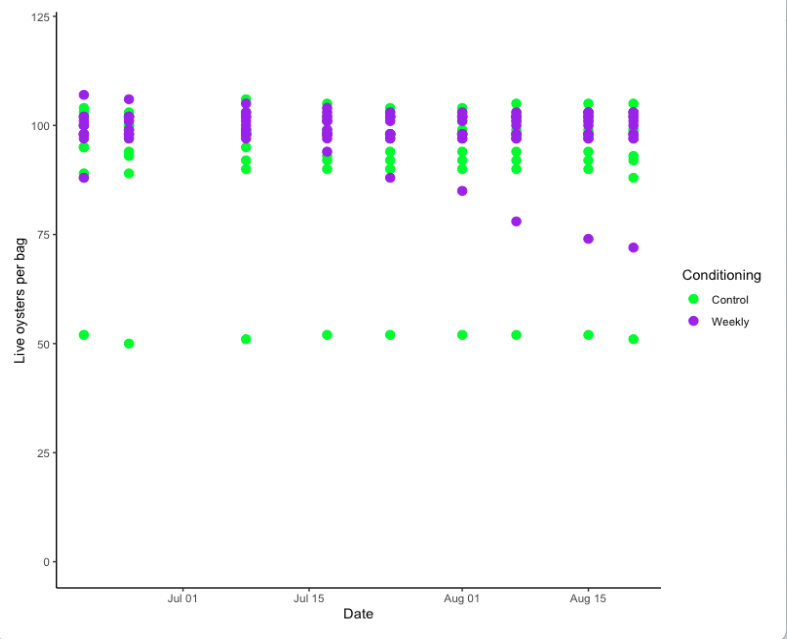 125
100
75
50
25
0
Live oysters per bag
Jul 01
Jul 15
Aug 01
Aug 15
Date
Conditioning
Control
Weekly